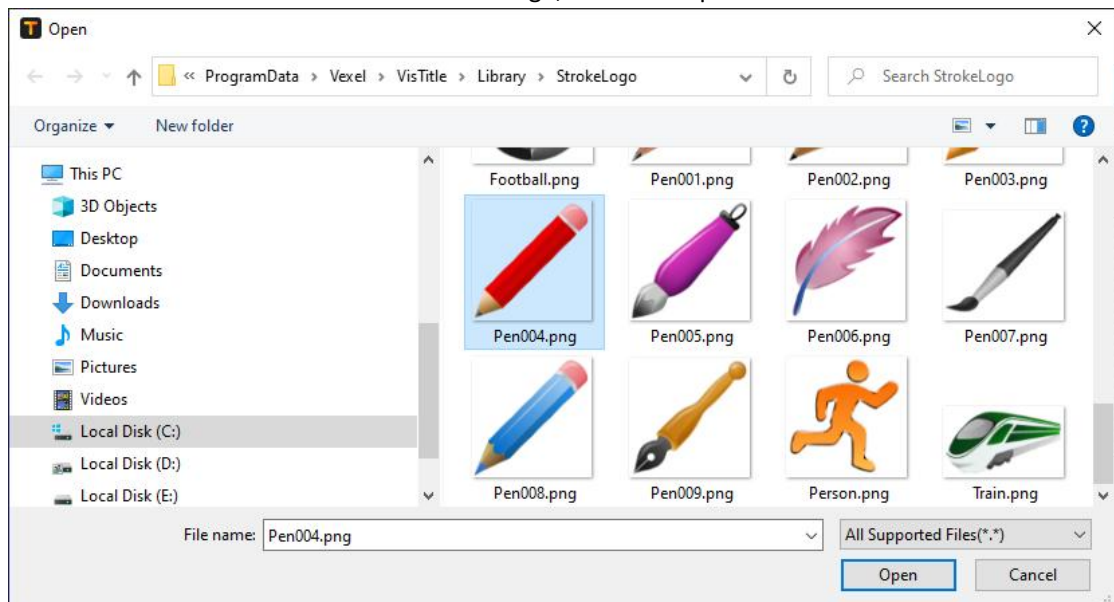 Open
« ProgramData › Vexel › VisTitle › Library › StrokeLogo
Search StrokeLogo
Organize
New folder
This PC
3D Objects
Desktop
Documents
Downloads
Music
Pictures
Videos
Local Disk (C:)
Local Disk (D:)
Local Disk (E:)
Football.png Pen001.png Pen002.png Pen003.png
Pen004.png Pen005.png Pen006.png Pen007.png
Pen008.png Pen009.png Person.png Train.png
File name: Pen004.png
All Supported Files(*.*)
Open Cancel